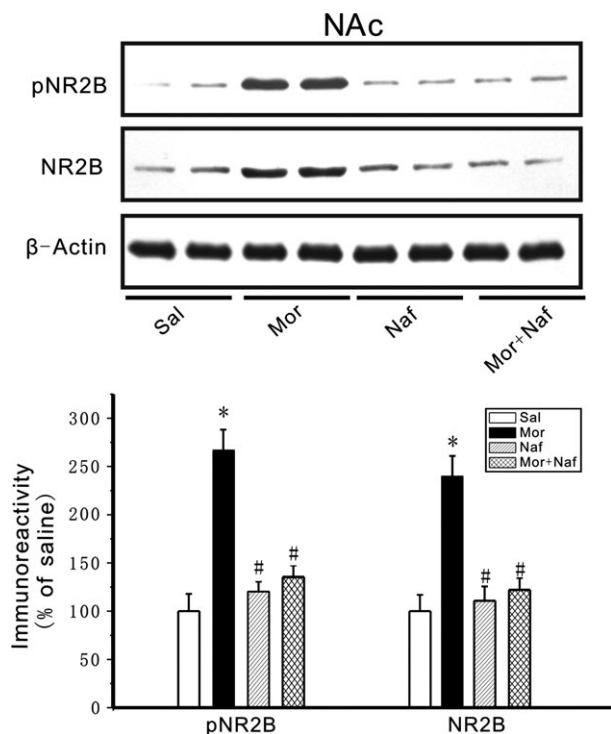 NAc
pNR2B
NR2B
β-Actin
Sal
Mor
Naf
Mor+Naf
Immunoreactivity
(% of saline)
300
250
200
150
100
50
0
*
#
#
*
#
#
Sal
Mor
Naf
Mor+Naf
pNR2B
NR2B